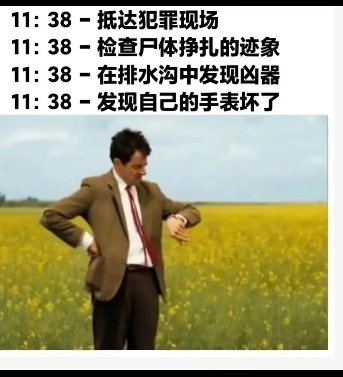 11: 38 – 抵达犯罪现场
11: 38 – 检查尸体挣扎的迹象
11: 38 – 在排水沟中发现凶器
11: 38 – 发现自己的手表坏了